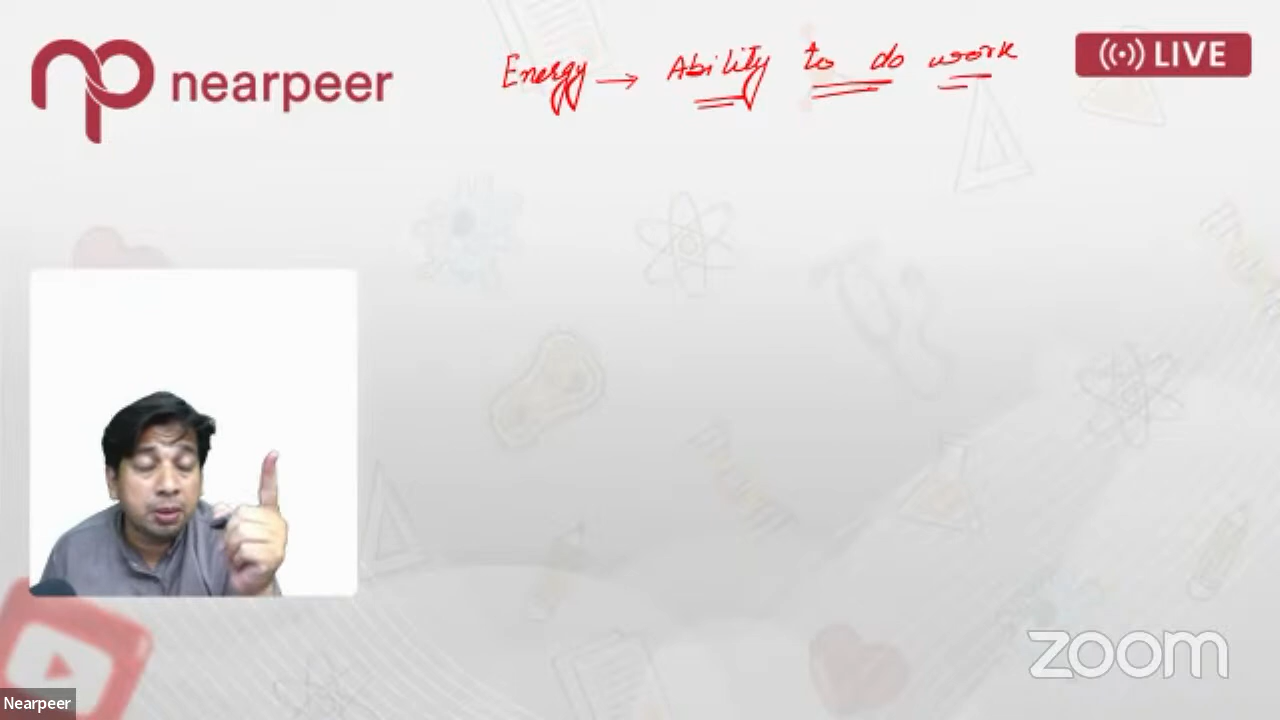 nearpeer
Energy → Ability to do work
LIVE
zoom
Nearpeer